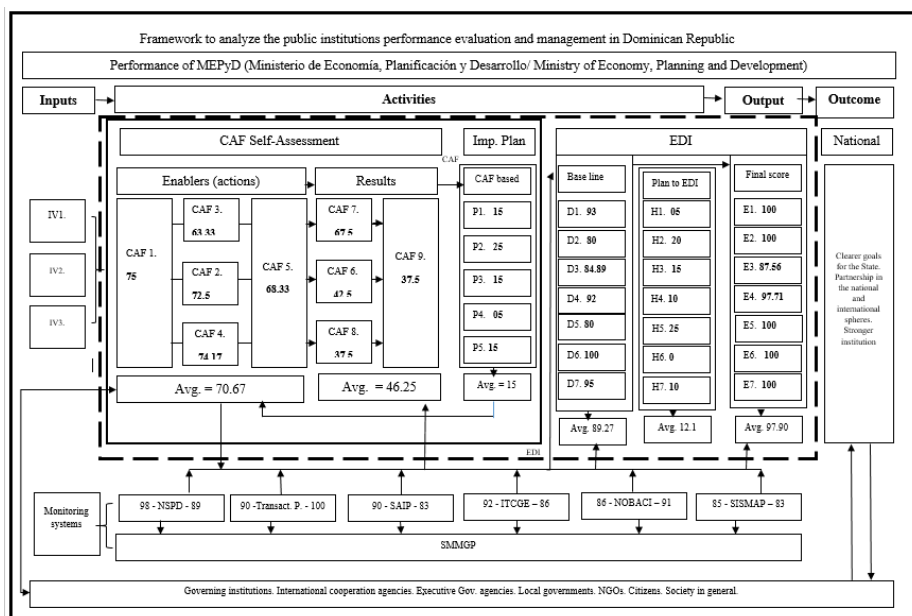 Framework to analyze the public institutions performance evaluation and management in Dominican Republic
Performance of MEPyD (Ministerio de Economía, Planificación y Desarrollo/ Ministry of Economy, Planning and Development)
Inputs
Activities
Output
Outcome
CAF Self-Assessment
Imp. Plan
EDI
National
CAF
Enablers (actions)
Results
CAF based
Base line
Plan to EDI
Final score
IV1.
IV2.
IV3.
CAF 1.
75
CAF 3.
63.33
CAF 2.
72.5
CAF 4.
74.17
CAF 5.
68.33
CAF 7.
67.5
CAF 6.
42.5
CAF 8.
37.5
CAF 9.
37.5
P1. 15
P2. 25
P3. 15
P4. 05
P5. 15
D1. 93
D2. 80
D3. 84.89
D4. 92
D5. 80
D6. 100
D7. 95
H1. 05
H2. 20
H3. 15
H4. 10
H5. 25
H6. 0
H7. 10
E1. 100
E2. 100
E3. 87.56
E4. 97.71
E5. 100
E6. 100
E7. 100
Clearer goals
for the State.
Partnership in
the national
and
international
spheres.
Stronger
institution
Avg. = 70.67
Avg. = 46.25
Avg. = 15
Avg. 89.27
Avg. 12.1
Avg. 97.90
EDI
Monitoring
systems
98 - NSPD - 89
90 -Transact. P. - 100
90 - SAIP - 83
92 - ITCGE – 86
86 - NOBACI – 91
85 - SISMAP – 83
SMMGP
Governing institutions. International cooperation agencies. Executive Gov. agencies. Local governments. NGOs. Citizens. Society in general.